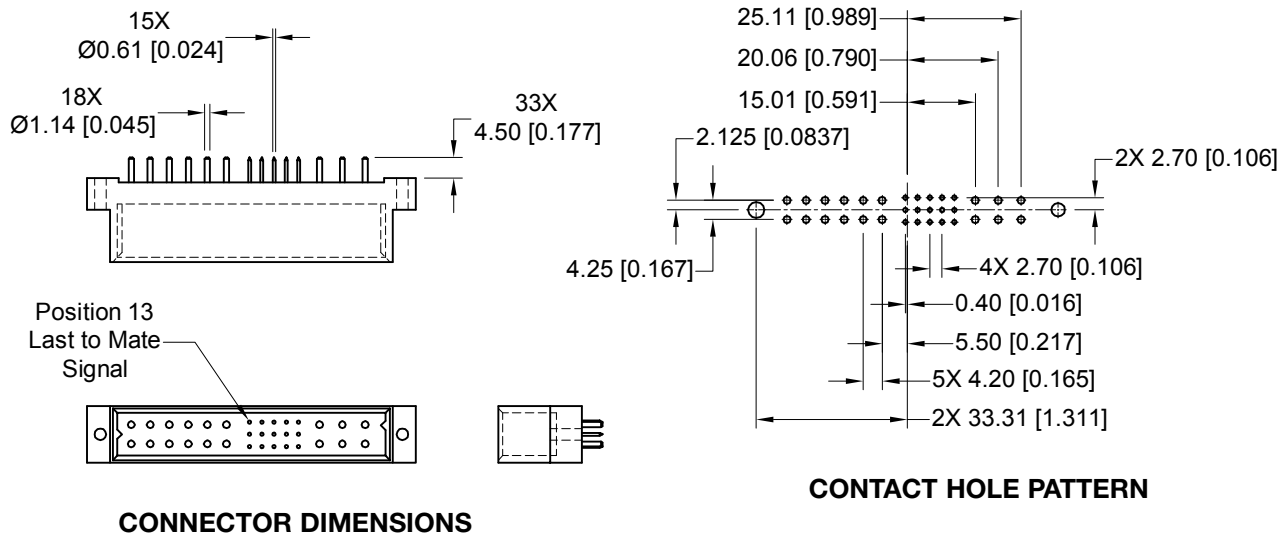 15X
Ø0.61 [0.024]
18X
Ø1.14 [0.045]
33X
4.50 [0.177]
Position 13
Last to Mate
Signal
CONNECTOR DIMENSIONS
25.11 [0.989]
20.06 [0.790]
15.01 [0.591]
2.125 [0.0837]
2X 2.70 [0.106]
4.25 [0.167]
4X 2.70 [0.106]
0.40 [0.016]
5.50 [0.217]
5X 4.20 [0.165]
2X 33.31 [1.311]
CONTACT HOLE PATTERN